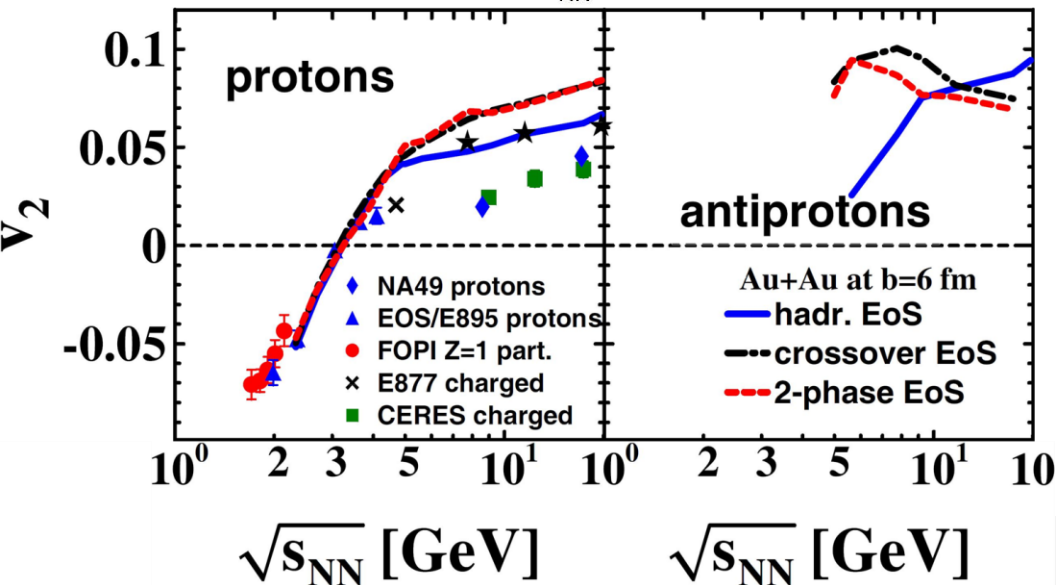 NN
protons
antiprotons
v2
0.1
0.05
0
-0.05
NA49 protons
EOS/E895 protons
FOPI Z=1 part.
E877 charged
CERES charged
Au+Au at b=6 fm
hadr. EoS
crossover EoS
2-phase EoS
10^0 2 3 5 10^1 10^0 2 3 5 10^1 10
√sNN [GeV] √sNN [GeV]